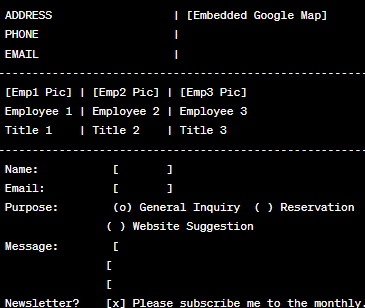 ADDRESS | [Embedded Google Map]
PHONE |
EMAIL |
--------------------------------------------------------
[Emp1 Pic] | [Emp2 Pic] | [Emp3 Pic]
Employee 1 | Employee 2 | Employee 3
Title 1 | Title 2 | Title 3
--------------------------------------------------------
Name: [ ]
Email: [ ]
Purpose: (o) General Inquiry ( ) Reservation
( ) Website Suggestion
Message: [
[
[
Newsletter? [x] Please subscribe me to the monthly.